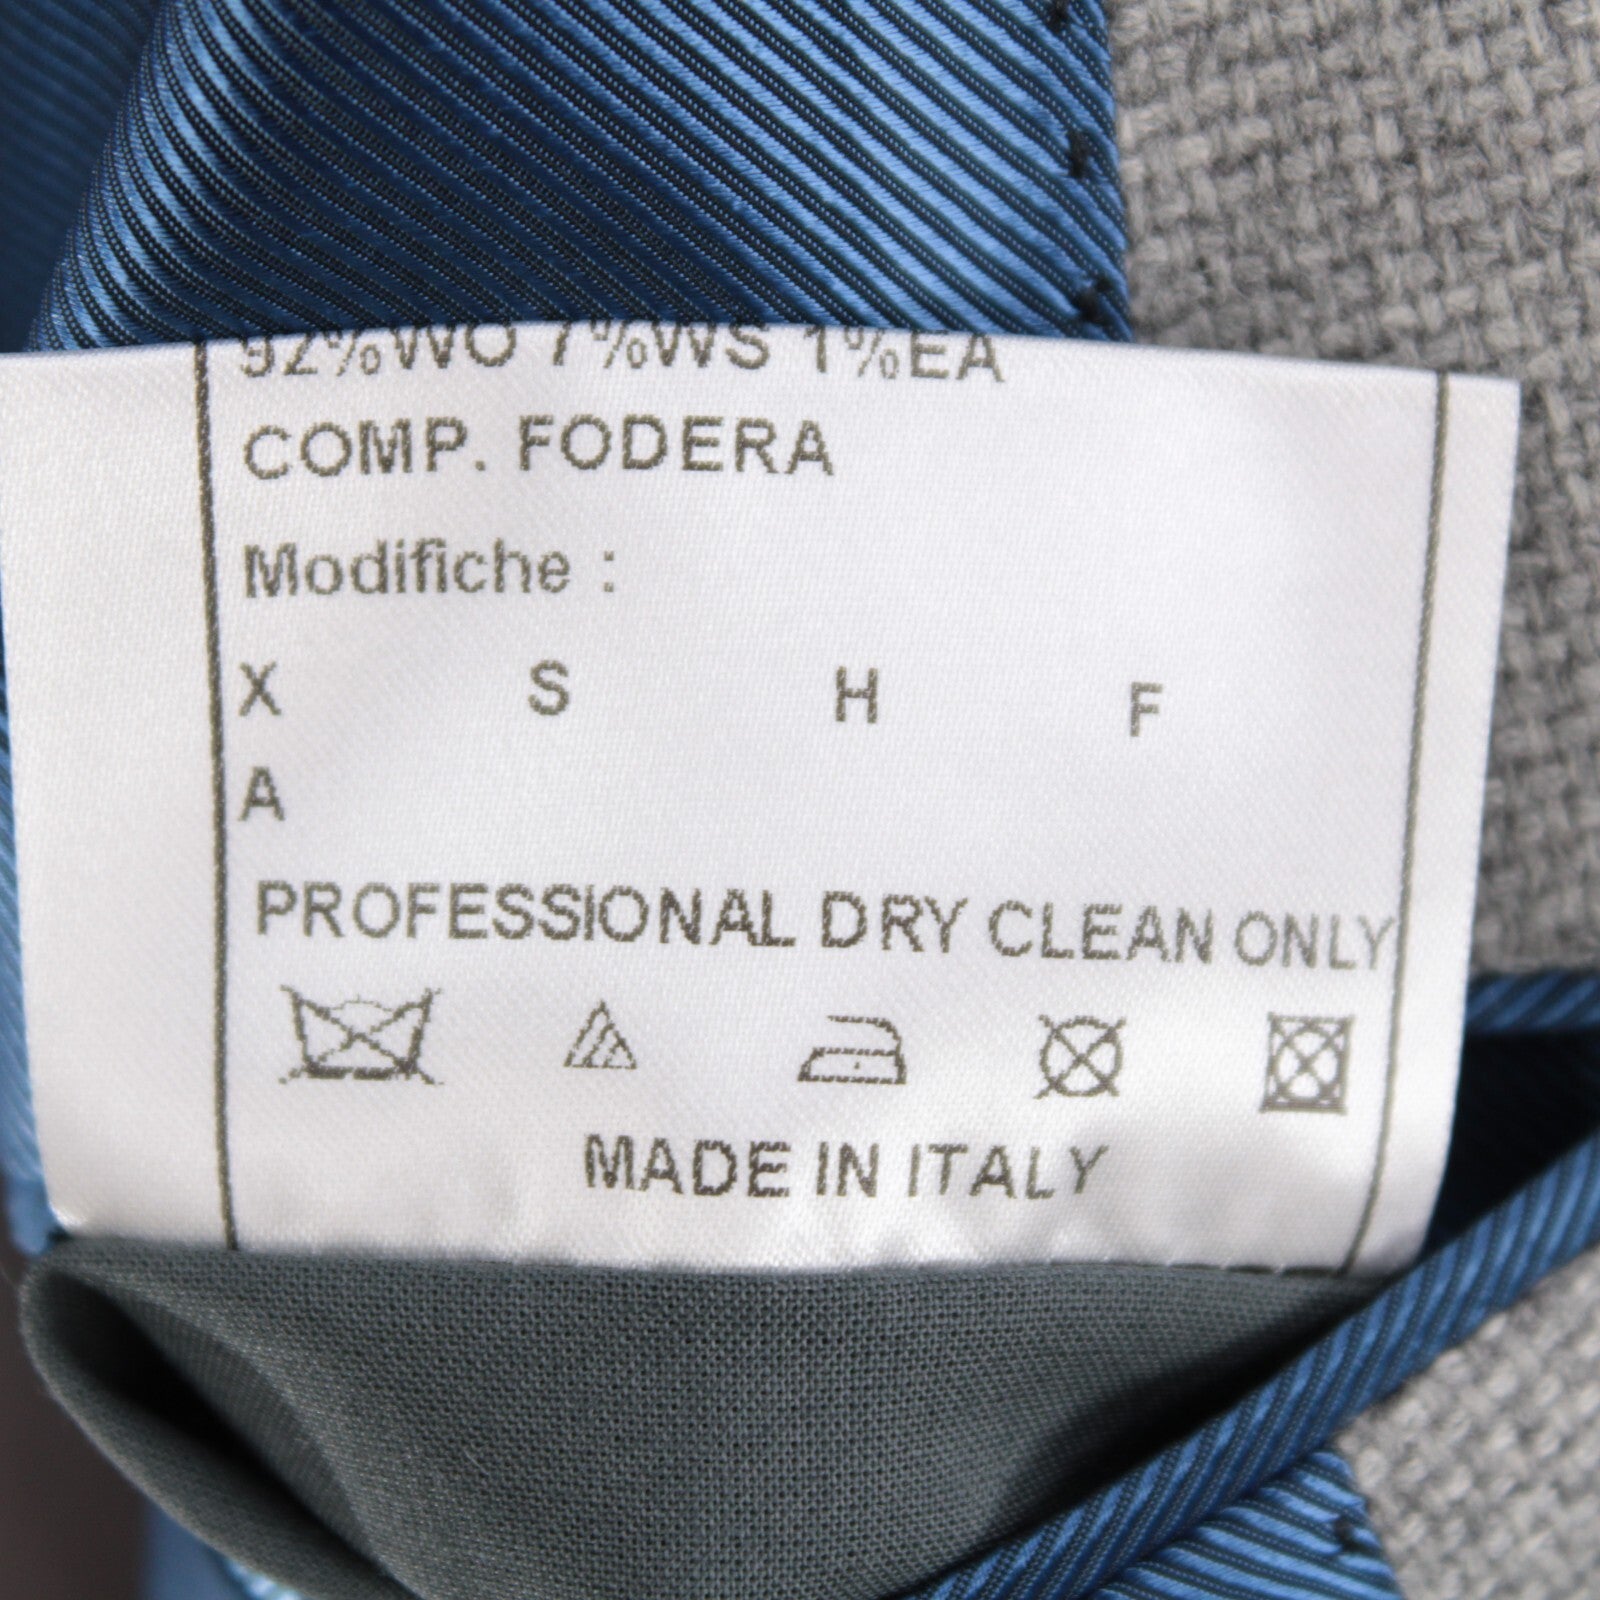 92%WO 7%WS 1%EA
COMP. FODERA
Modifiche :
X S H F
A
PROFESSIONAL DRY CLEAN ONLY
MADE IN ITALY